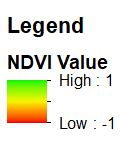 Legend
NDVI Value
High : 1
Low : -1